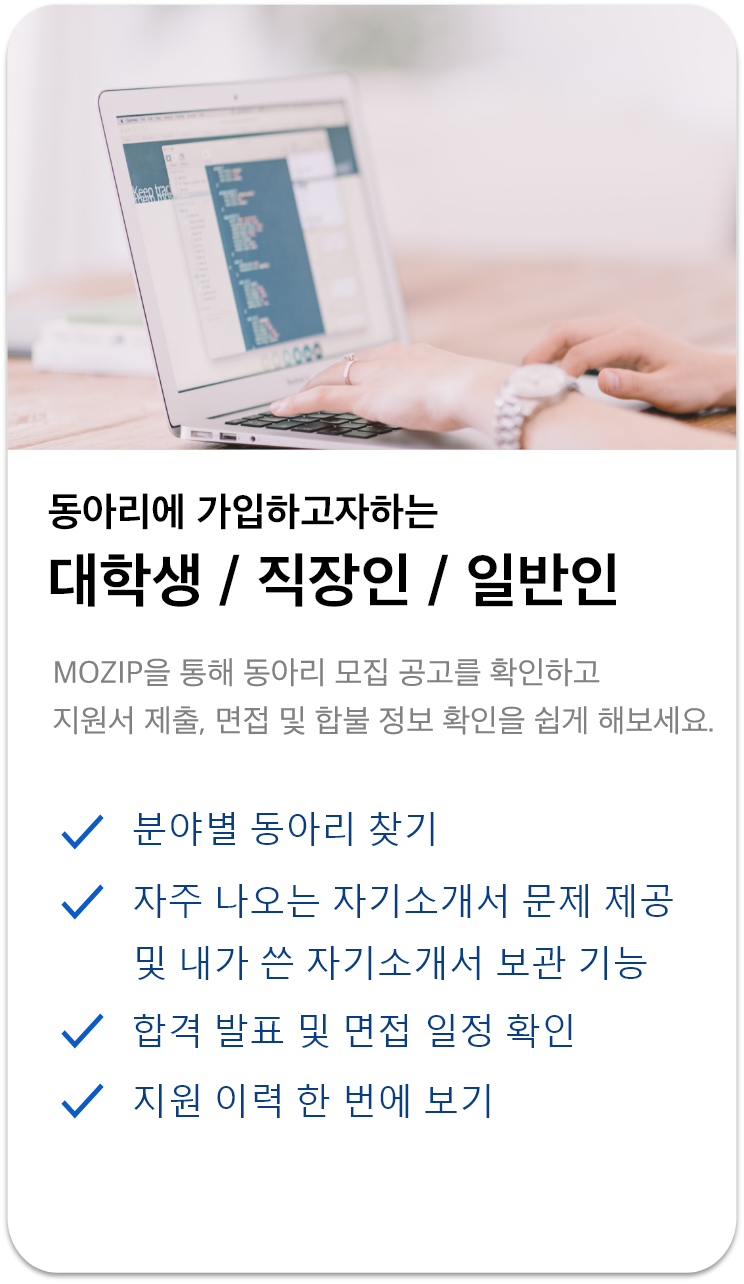 Keep trac
동아리에 가입하고자하는
대학생 / 직장인 / 일반인
MOZIP을 통해 동아리 모집 공고를 확인하고
지원서 제출, 면접 및 합불 정보 확인을 쉽게 해보세요.
분야별 동아리 찾기
자주 나오는 자기소개서 문제 제공
및 내가 쓴 자기소개서 보관 기능
합격 발표 및 면접 일정 확인
지원 이력 한 번에 보기